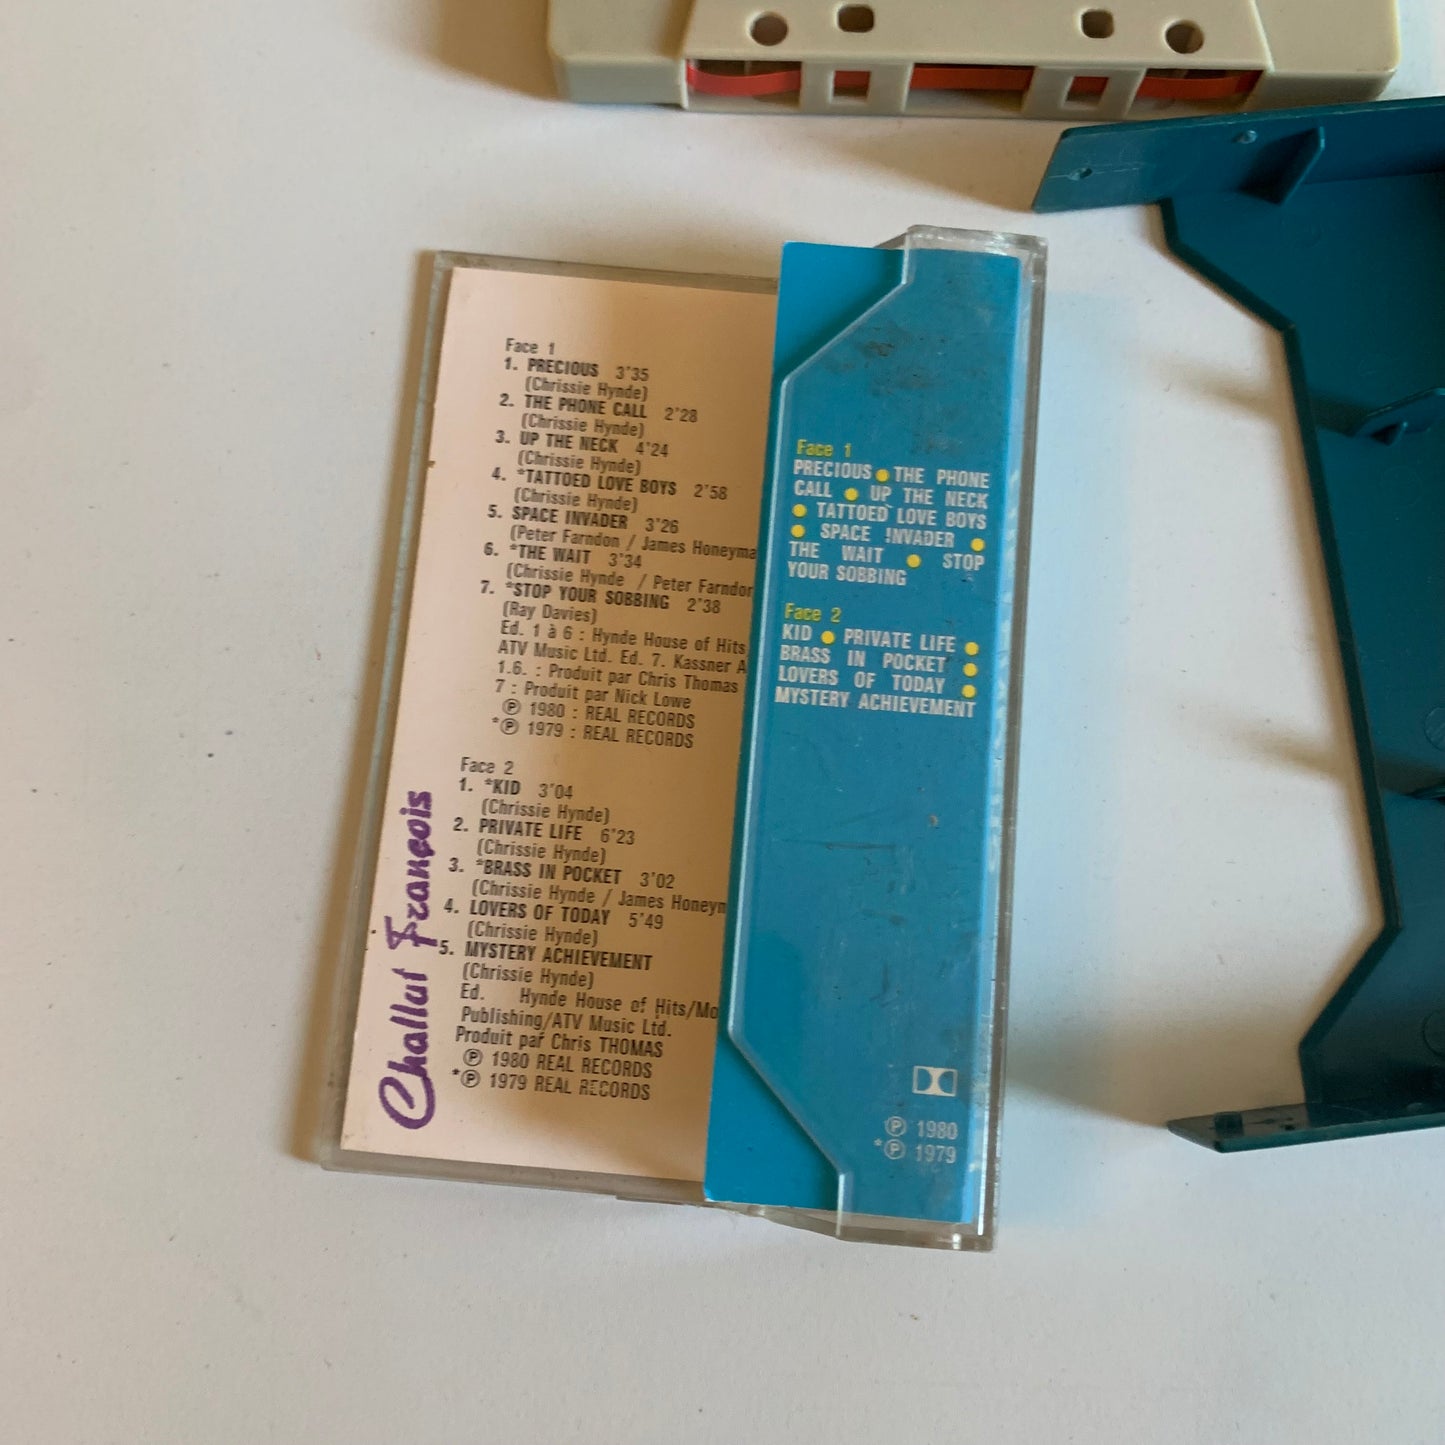 Face 1
1. PRECIOUS 3'35
(Chrissie Hynde)
2. THE PHONE CALL 2'28
(Chrissie Hynde)
3. UP THE NECK 4'24
(Chrissie Hynde)
4. *TATTOED LOVE BOYS 2'58
(Chrissie Hynde)
5. SPACE INVADER 3'26
(Peter Farndon / James Honeyma
6. *THE WAIT 3'34
(Chrissie Hynde / Peter Farndon
7. *STOP YOUR SOBBING 2'38
(Ray Davies)
Ed. 1 à 6 : Hynde House of Hits
ATV Music Ltd. Ed. 7. Kassner A
1.6. : Produit par Chris Thomas
7 : Produit par Nick Lowe
℗ 1980 : REAL RECORDS
*℗ 1979 : REAL RECORDS
Face 2
1. *KID 3'04
(Chrissie Hynde)
2. PRIVATE LIFE 6'23
(Chrissie Hynde)
3. *BRASS IN POCKET 3'02
(Chrissie Hynde / James Honeym
4. LOVERS OF TODAY 5'49
(Chrissie Hynde)
5. MYSTERY ACHIEVEMENT
(Chrissie Hynde)
Ed. Hynde House of Hits/Mo
Publishing/ATV Music Ltd.
Produit par Chris THOMAS
℗ 1980 REAL RECORDS
*℗ 1979 REAL RECORDS
Challut François
Face 1
PRECIOUS ● THE PHONE
CALL ● UP THE NECK
● TATTOED LOVE BOYS
● SPACE INVADER ●
THE WAIT ● STOP
YOUR SOBBING
Face 2
KID ● PRIVATE LIFE ●
BRASS IN POCKET ●
LOVERS OF TODAY ●
MYSTERY ACHIEVEMENT
℗ 1980
*℗ 1979